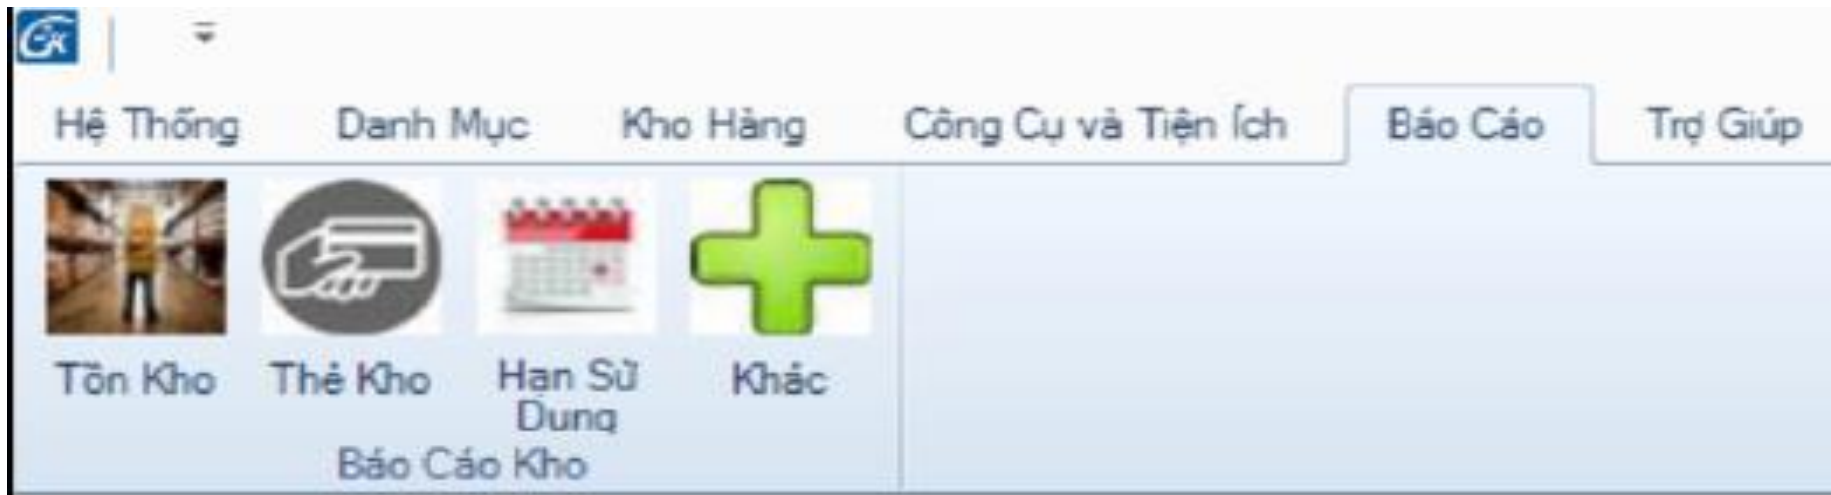 Hệ Thống Danh Mục Kho Hàng Công Cụ và Tiện Ích Báo Cáo Trợ Giúp
Tồn Kho
Thẻ Kho
Hạn Sử
Dụng
Khác
Báo Cáo Kho